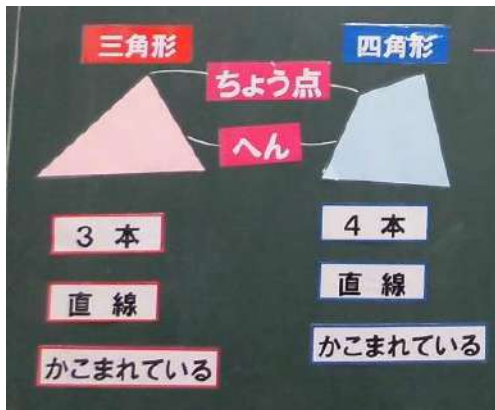 三角形
四角形
ちょう点
へん
3本
直線
かこまれている
4本
直線
かこまれている